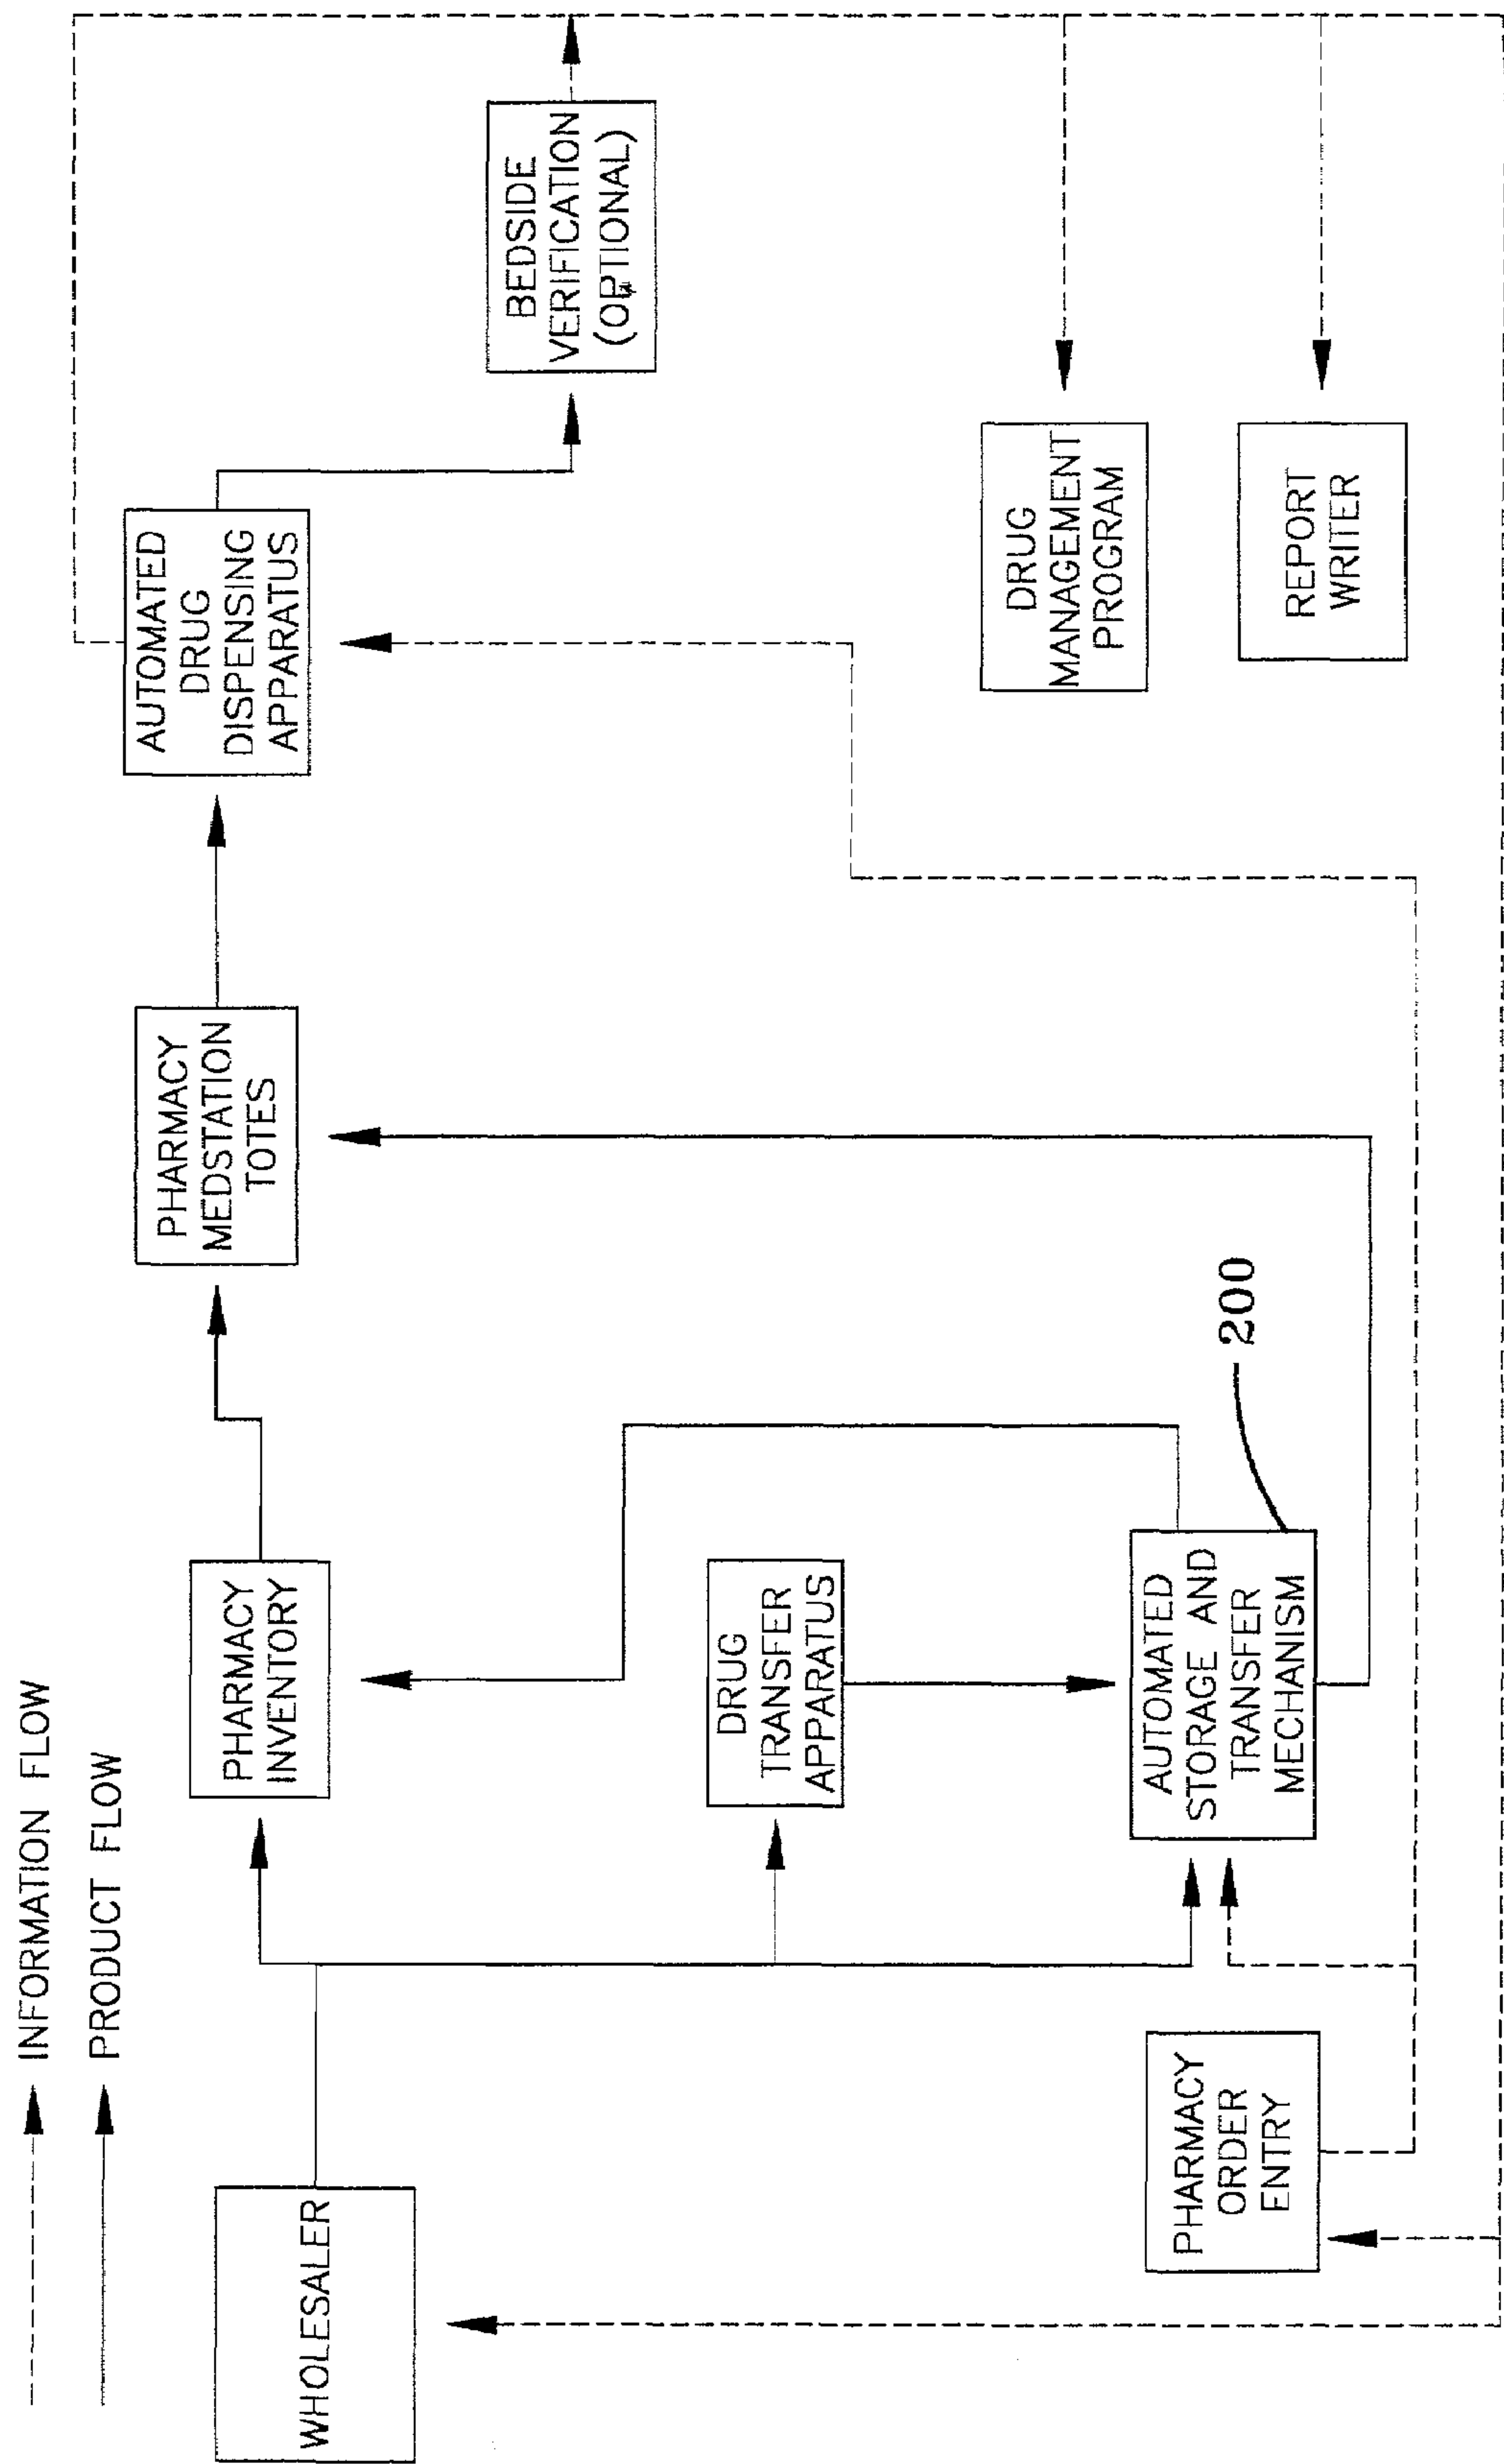 INFORMATION FLOW
PRODUCT FLOW
WHOLESALER
PHARMACY
INVENTORY
PHARMACY
MEDSTATION
TOTES
AUTOMATED
DRUG
DISPENSING
APPARATUS
BEDSIDE
VERIFICATION
(OPTIONAL)
DRUG
TRANSFER
APPARATUS
PHARMACY
ORDER
ENTRY
AUTOMATED
STORAGE AND
TRANSFER
MECHANISM
200
DRUG
MANAGEMENT
PROGRAM
REPORT
WRITER